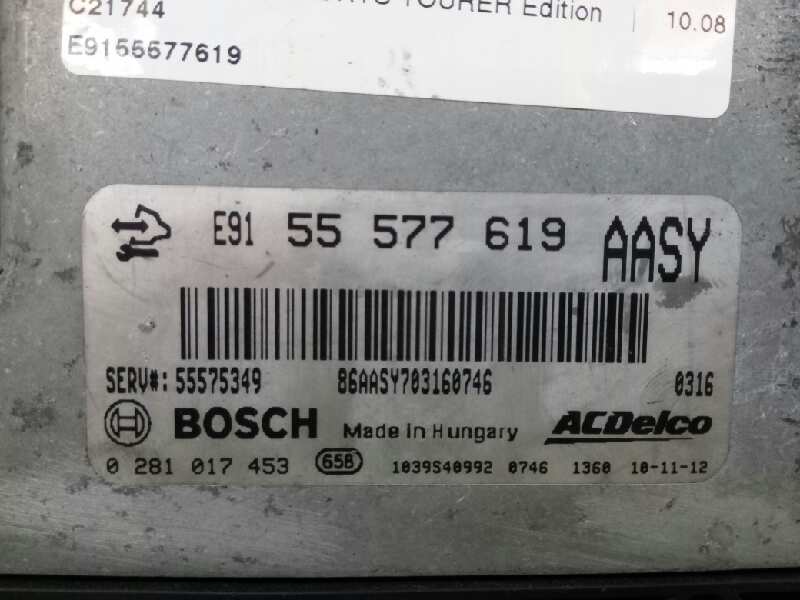 C21744
TOURER Edition
10.08
E9155577619
E91 55 577 619 AASY
SERV#: 55575349 86AASY703160746 0316
BOSCH Made in Hungary ACDelco
0 281 017 453 65B 1039S40992 0746 1360 10-11-12